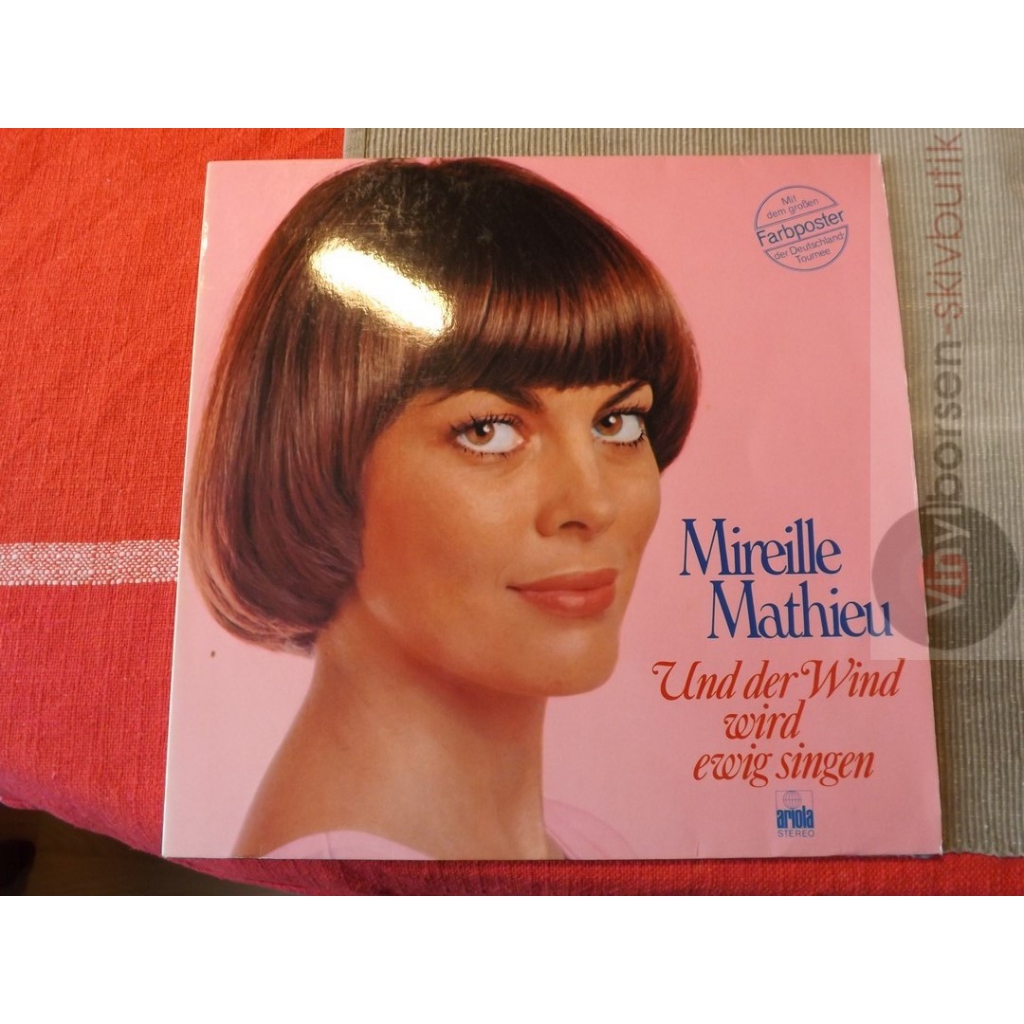 Mit
dem großen
Farbposter
der Deutschland-
Tournee
Mireille
Mathieu
Und der Wind
wird
ewig singen
ariola
STEREO
vinylborsen-skivbutik